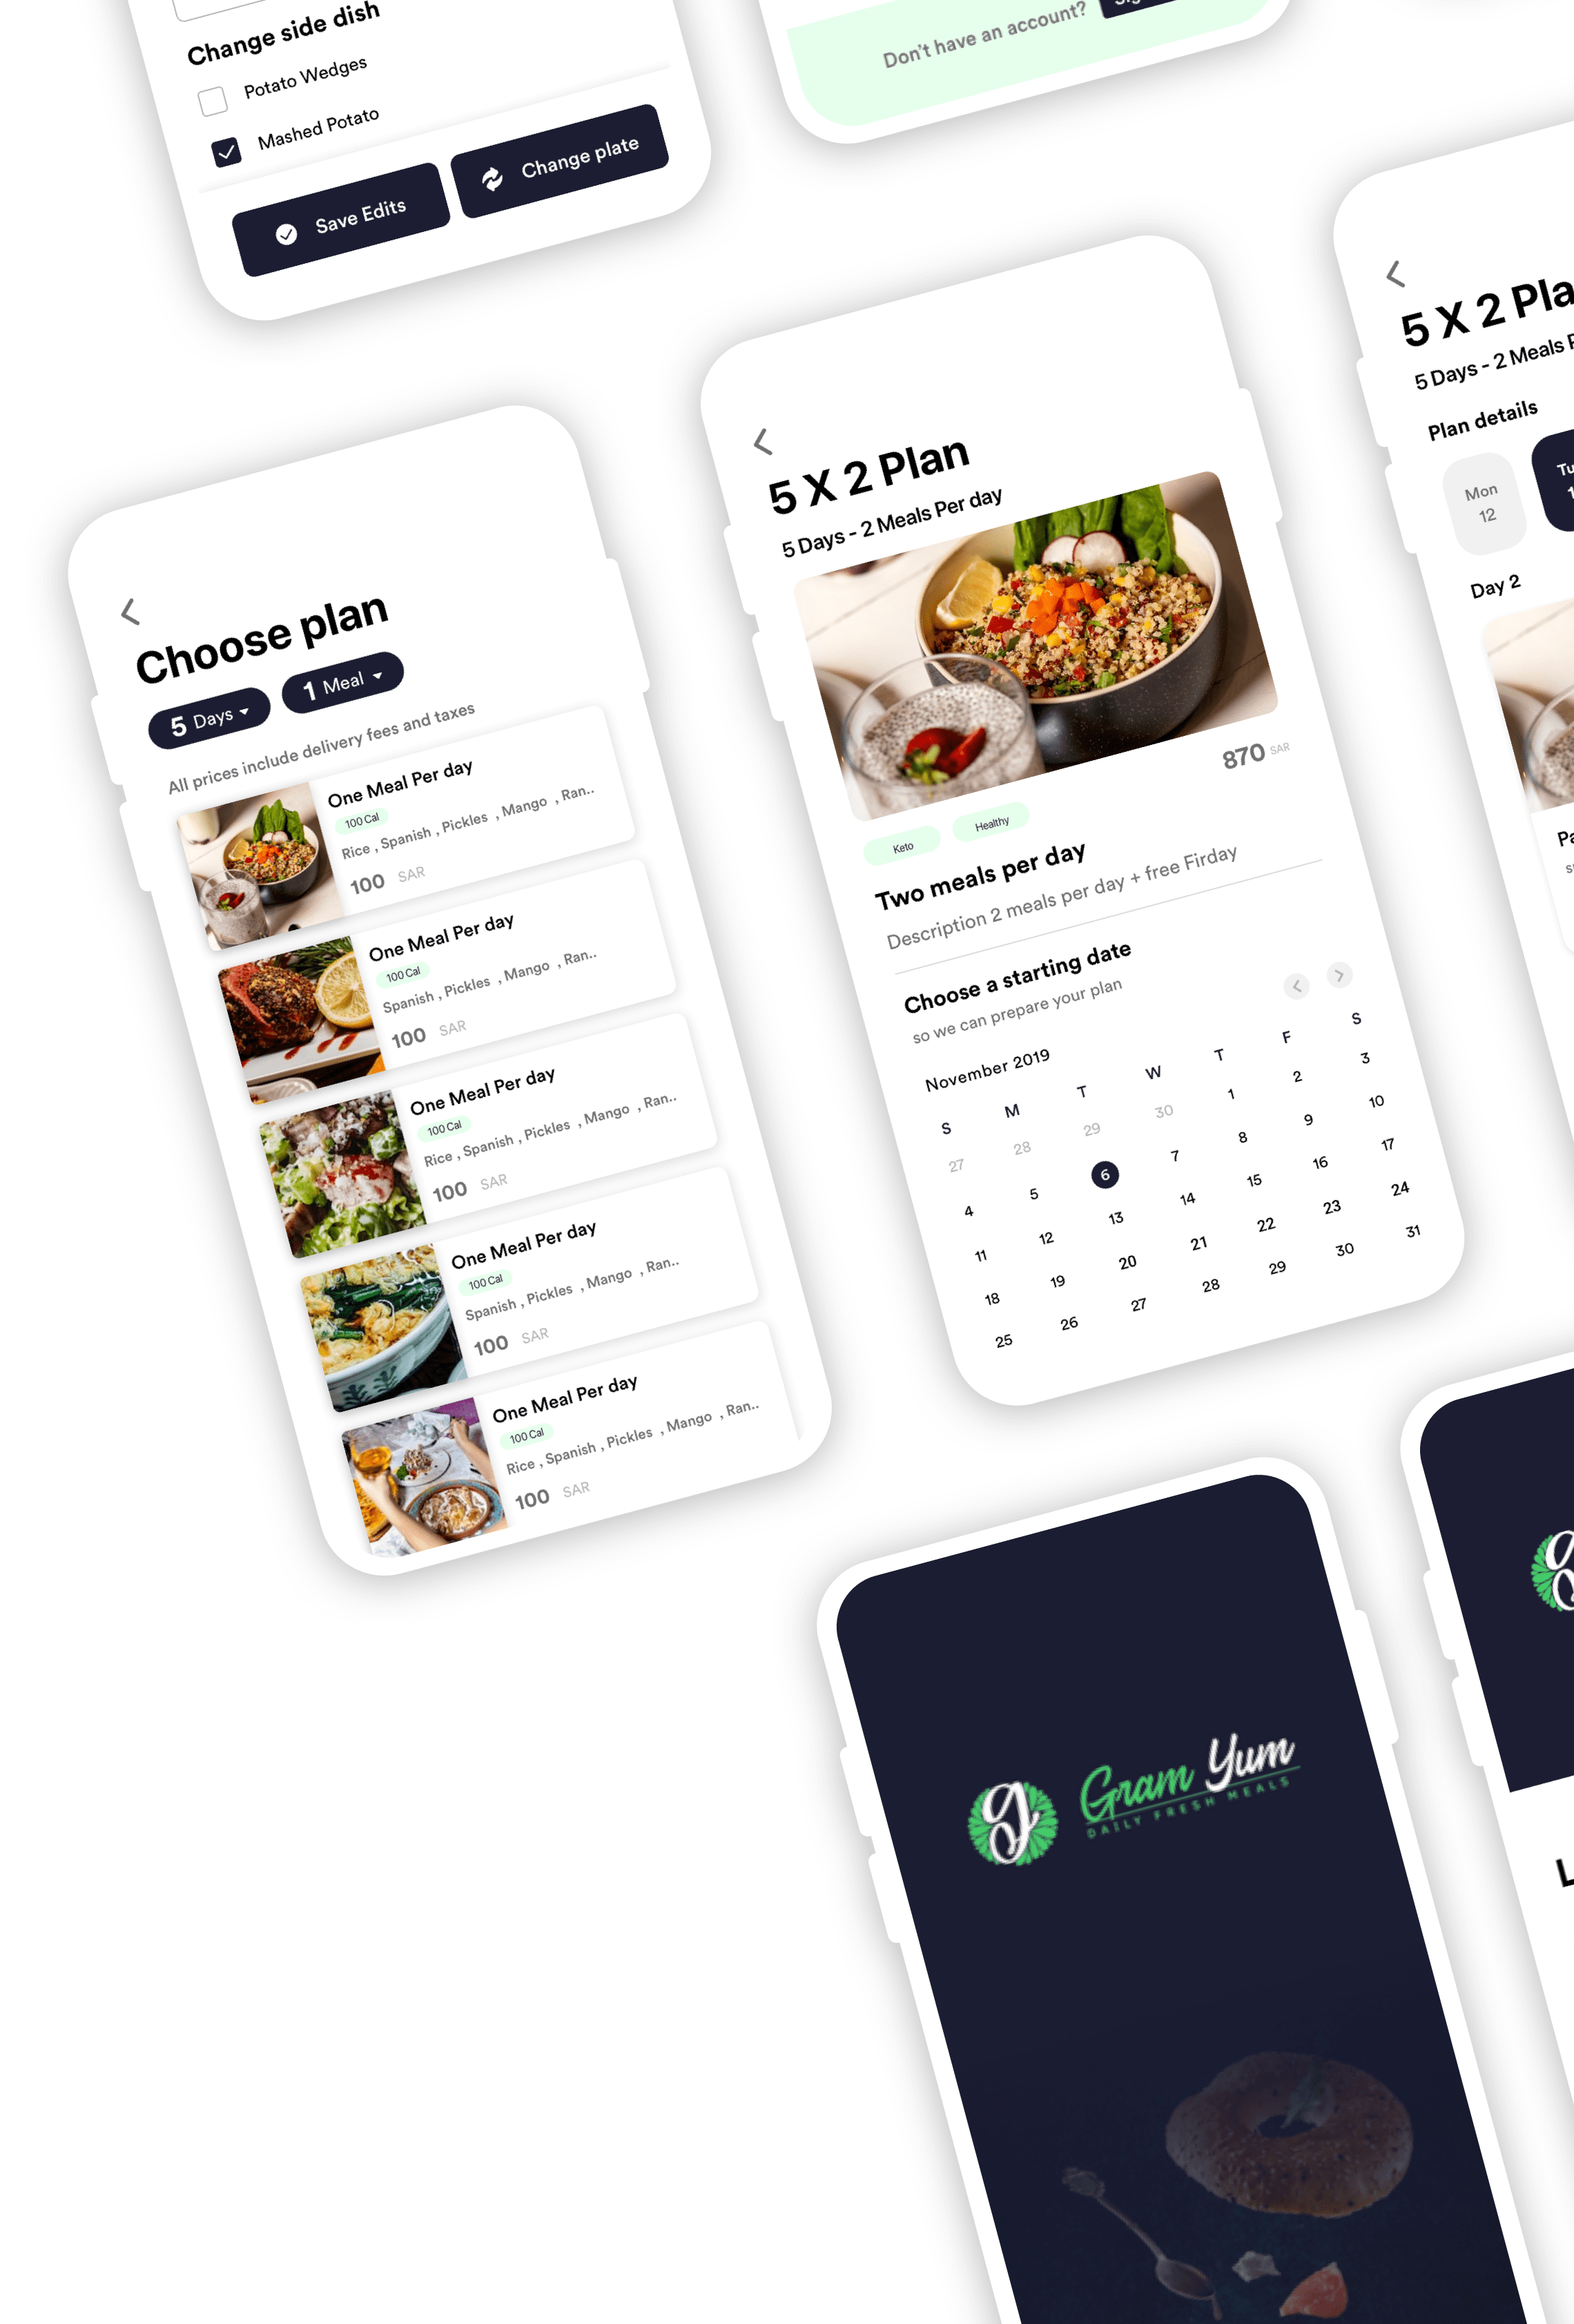 Change side dish
Potato Wedges
Mashed Potato
Save Edits
Change plate
Don't have an account?
Choose plan
5 Days
1 Meal
All prices include delivery fees and taxes
One Meal Per day
100 Cal
Rice , Spanish , Pickles , Mango , Ran..
100 SAR
One Meal Per day
100 Cal
Spanish , Pickles , Mango , Ran..
100 SAR
One Meal Per day
100 Cal
Rice , Spanish , Pickles , Mango , Ran..
100 SAR
One Meal Per day
100 Cal
Spanish , Pickles , Mango , Ran..
100 SAR
One Meal Per day
100 Cal
Rice , Spanish , Pickles , Mango , Ran..
100 SAR
5 X 2 Plan
5 Days - 2 Meals Per day
870 SAR
Keto
Healthy
Two meals per day
Description 2 meals per day + free Firday
Choose a starting date
so we can prepare your plan
November 2019
S M T W T F S
27 28 29 30 1 2 3
4 5 6 7 8 9 10
11 12 13 14 15 16 17
18 19 20 21 22 23 24
25 26 27 28 29 30 31
5 X 2 Pla
5 Days - 2 Meals
Plan details
Mon
12
Tu
1
Day 2
Pa
Gram Yum
DAILY FRESH MEALS
L